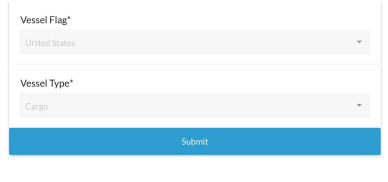 Vessel Flag*
United States
Vessel Type*
Cargo
Submit